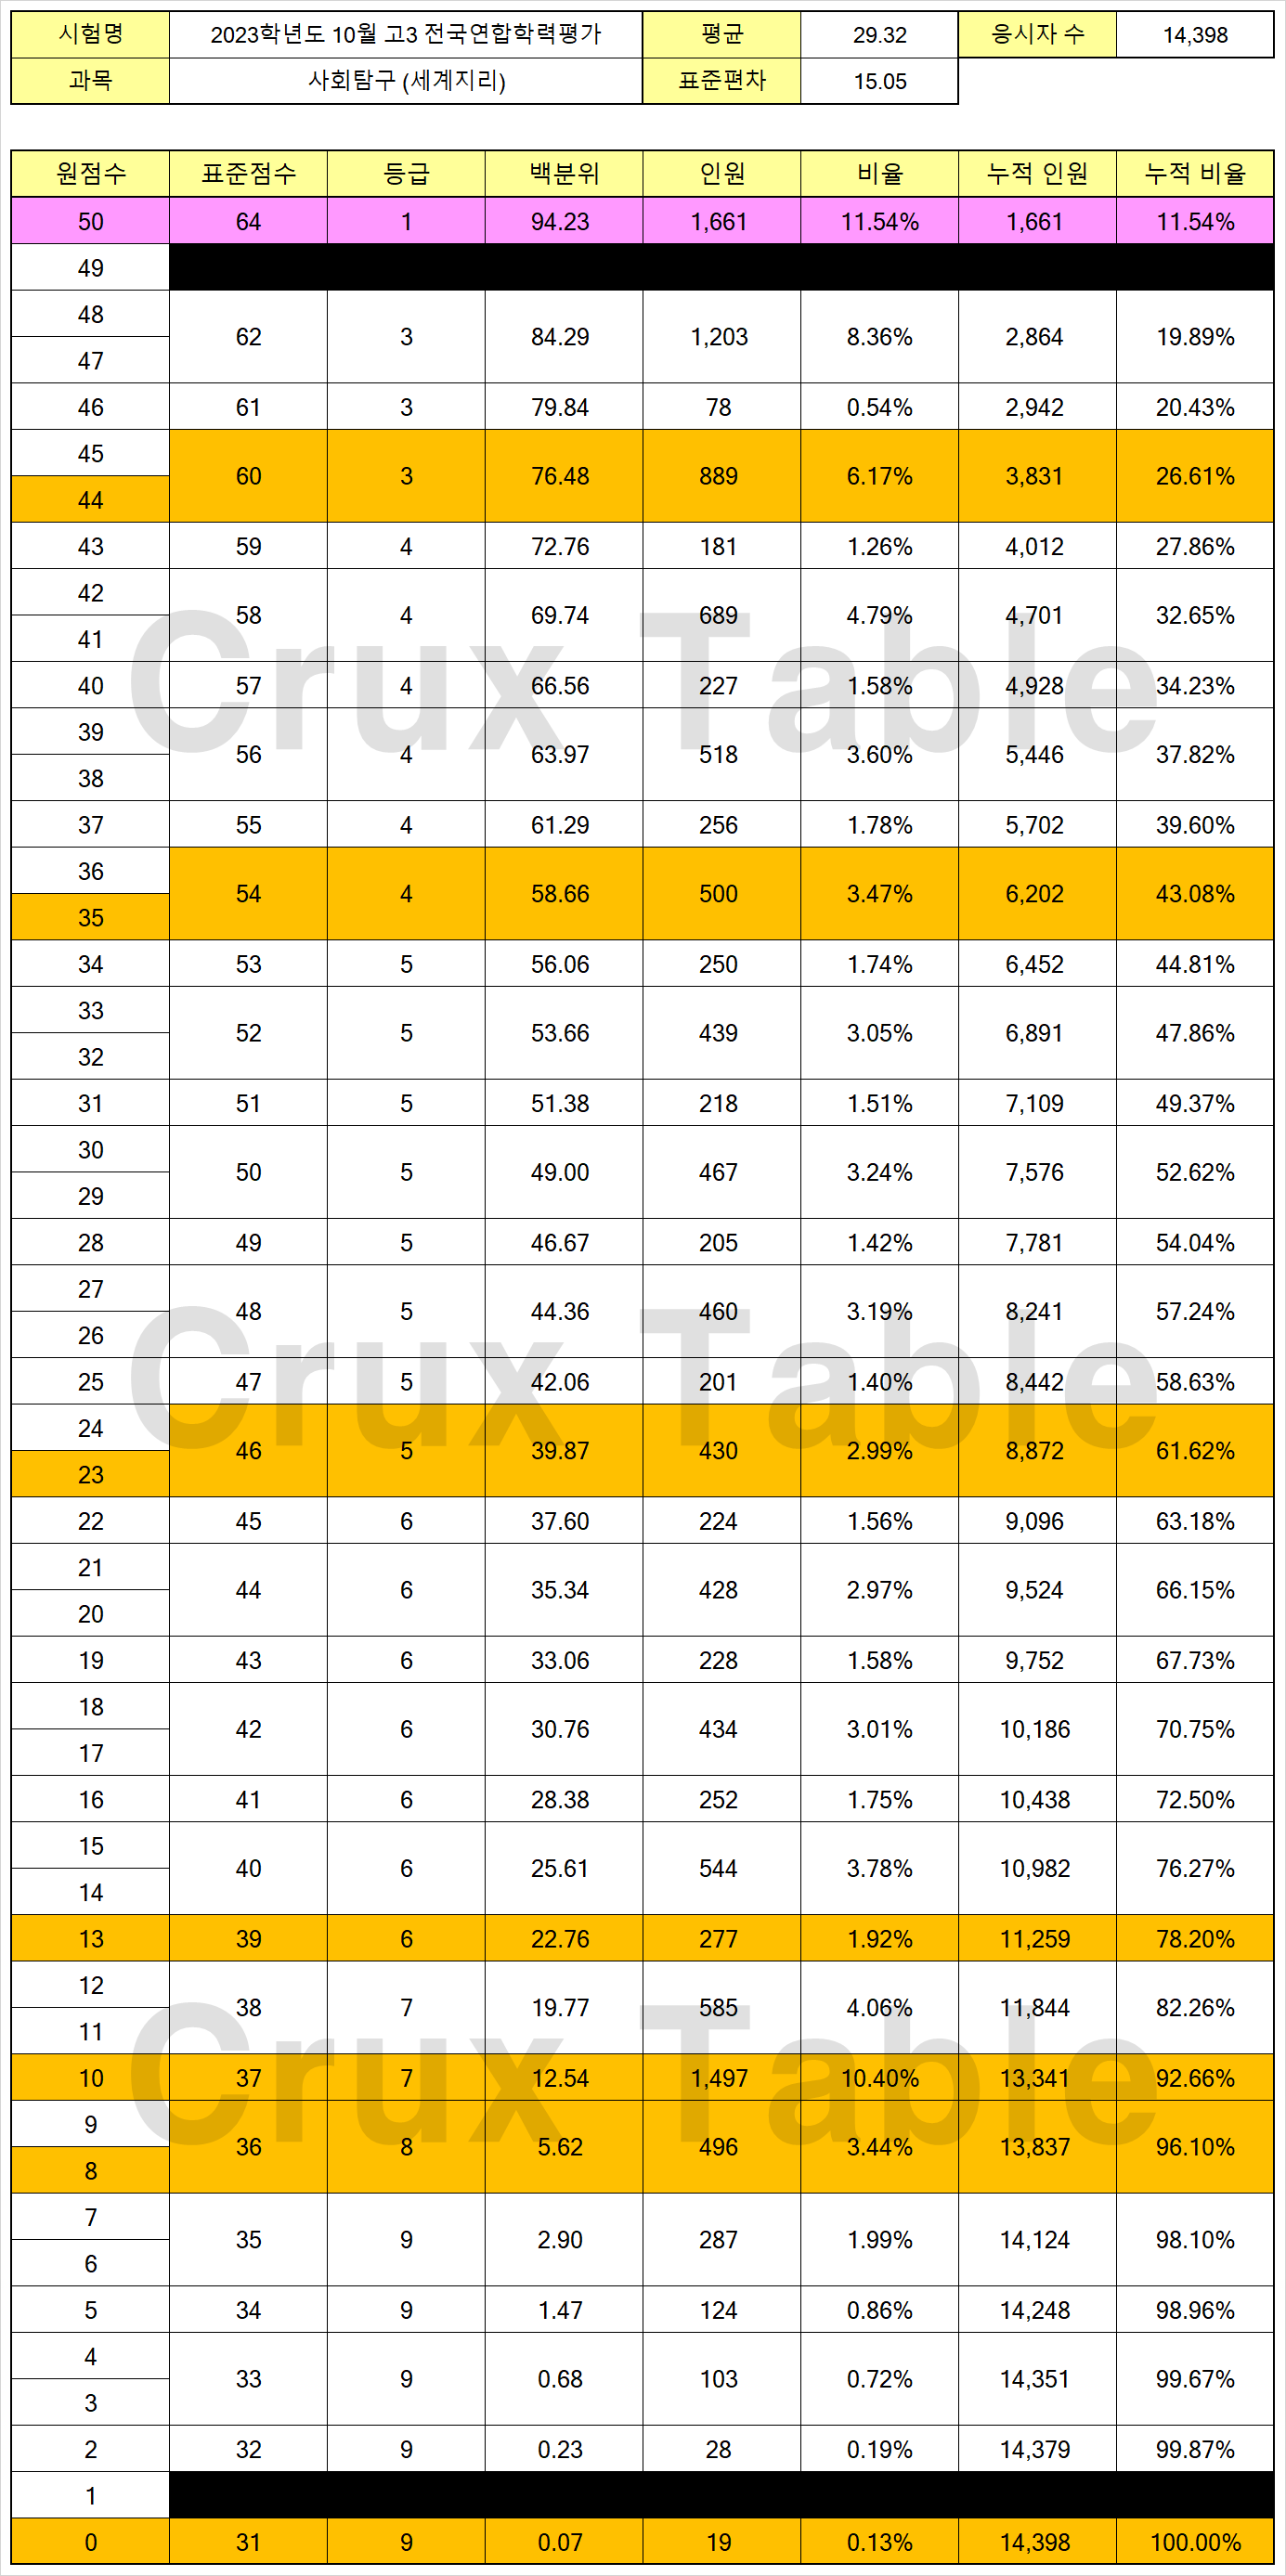 시험명 2023학년도 10월 고3 전국연합학력평가 평균 29.32 응시자 수 14,398
과목 사회탐구 (세계지리) 표준편차 15.05
원점수 표준점수 등급 백분위 인원 비율 누적 인원 누적 비율
50 64 1 94.23 1,661 11.54% 1,661 11.54%
49
48
62 3 84.29 1,203 8.36% 2,864 19.89%
47
46 61 3 79.84 78 0.54% 2,942 20.43%
45
60 3 76.48 889 6.17% 3,831 26.61%
44
43 59 4 72.76 181 1.26% 4,012 27.86%
42
58 4 69.74 689 4.79% 4,701 32.65%
41
Crux Table
40 57 4 66.56 227 1.58% 4,928 34.23%
39
56 4 63.97 518 3.60% 5,446 37.82%
38
37 55 4 61.29 256 1.78% 5,702 39.60%
36
54 4 58.66 500 3.47% 6,202 43.08%
35
34 53 5 56.06 250 1.74% 6,452 44.81%
33
52 5 53.66 439 3.05% 6,891 47.86%
32
31 51 5 51.38 218 1.51% 7,109 49.37%
30
50 5 49.00 467 3.24% 7,576 52.62%
29
28 49 5 46.67 205 1.42% 7,781 54.04%
27
48 5 44.36 460 3.19% 8,241 57.24%
26
Crux Table
25 47 5 42.06 201 1.40% 8,442 58.63%
24
46 5 39.87 430 2.99% 8,872 61.62%
23
22 45 6 37.60 224 1.56% 9,096 63.18%
21
44 6 35.34 428 2.97% 9,524 66.15%
20
19 43 6 33.06 228 1.58% 9,752 67.73%
18
42 6 30.76 434 3.01% 10,186 70.75%
17
16 41 6 28.38 252 1.75% 10,438 72.50%
15
40 6 25.61 544 3.78% 10,982 76.27%
14
13 39 6 22.76 277 1.92% 11,259 78.20%
12
38 7 19.77 585 4.06% 11,844 82.26%
11
Crux Table
10 37 7 12.54 1,497 10.40% 13,341 92.66%
9
36 8 5.62 496 3.44% 13,837 96.10%
8
7
35 9 2.90 287 1.99% 14,124 98.10%
6
5 34 9 1.47 124 0.86% 14,248 98.96%
4
33 9 0.68 103 0.72% 14,351 99.67%
3
2 32 9 0.23 28 0.19% 14,379 99.87%
1
0 31 9 0.07 19 0.13% 14,398 100.00%